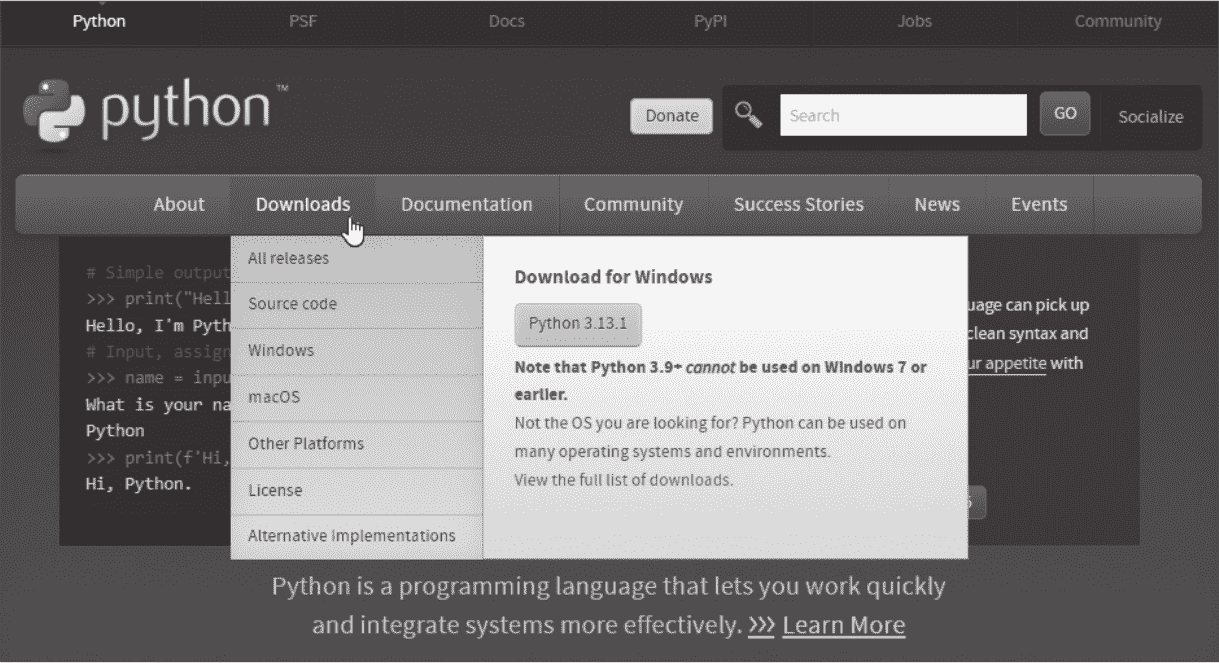 Python PSF Docs PyPI Jobs Community
python™
Donate Search GO Socialize
About Downloads Documentation Community Success Stories News Events
All releases
Source code
Windows
macOS
Other Platforms
License
Alternative Implementations
Download for Windows
Python 3.13.1
Note that Python 3.9+ cannot be used on Windows 7 or
earlier.
Not the OS you are looking for? Python can be used on
many operating systems and environments.
View the full list of downloads.
# Simple output
>>> print("Hell
Hello, I'm Pyth
# Input, assign
>>> name = inpu
What is your na
Python
>>> print(f'Hi,
Hi, Python.
uage can pick up
clean syntax and
ur appetite with
Python is a programming language that lets you work quickly
and integrate systems more effectively. >>> Learn More